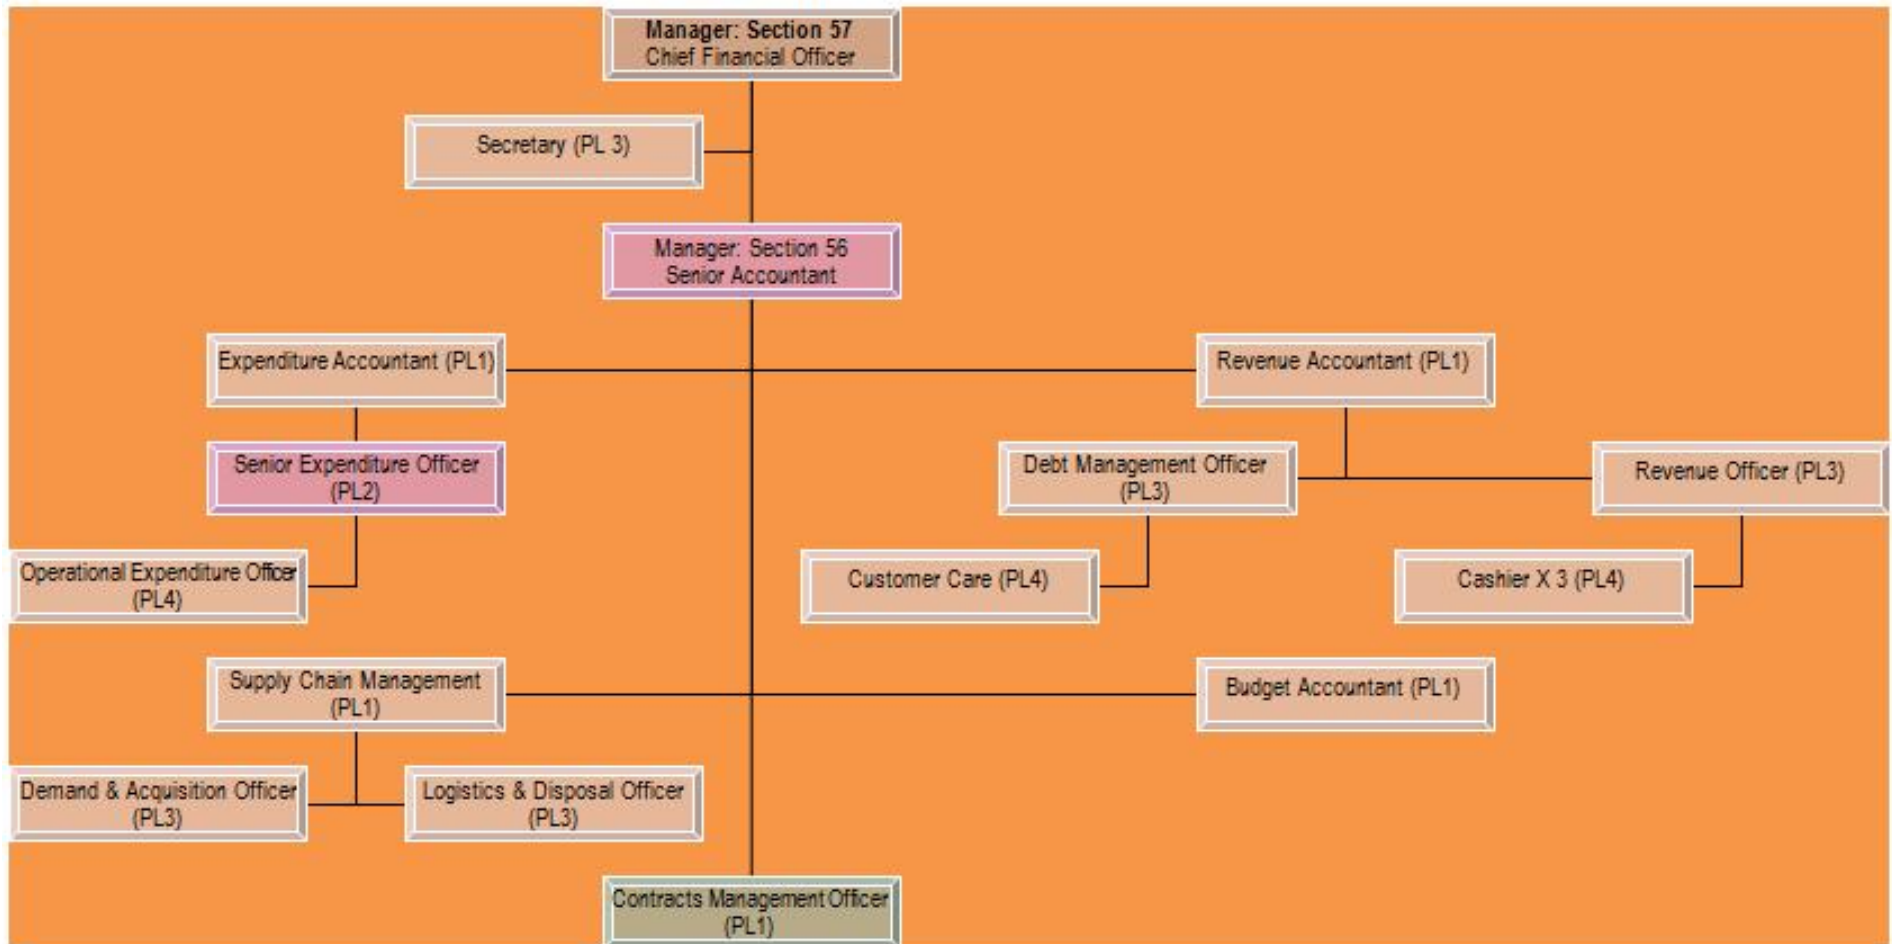 Manager: Section 57
Chief Financial Officer
Secretary (PL 3)
Manager: Section 56
Senior Accountant
Expenditure Accountant (PL1)
Revenue Accountant (PL1)
Senior Expenditure Officer
(PL2)
Debt Management Officer
(PL3)
Revenue Officer (PL3)
Operational Expenditure Officer
(PL4)
Customer Care (PL4)
Cashier X 3 (PL4)
Supply Chain Management
(PL1)
Budget Accountant (PL1)
Demand & Acquisition Officer
(PL3)
Logistics & Disposal Officer
(PL3)
Contracts Management Officer
(PL1)